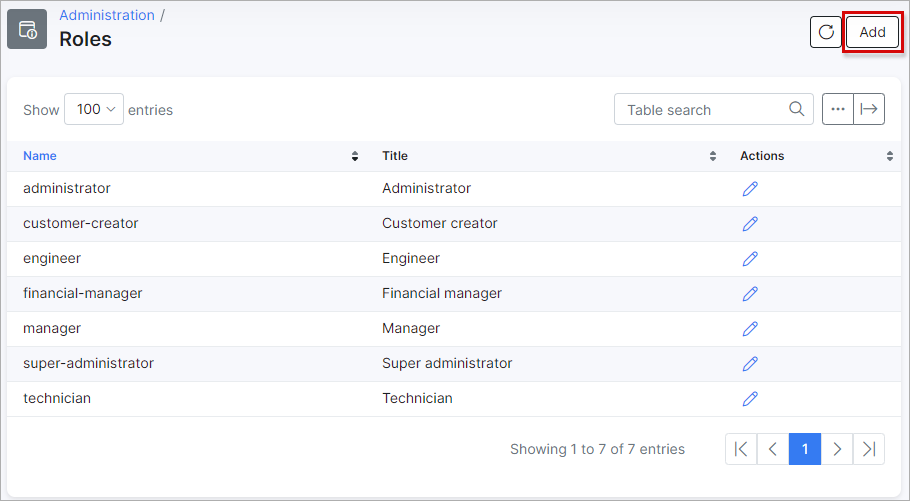 Administration /
Roles
Add
Show 100 entries
Table search
Name Title Actions
administrator Administrator
customer-creator Customer creator
engineer Engineer
financial-manager Financial manager
manager Manager
super-administrator Super administrator
technician Technician
Showing 1 to 7 of 7 entries 1